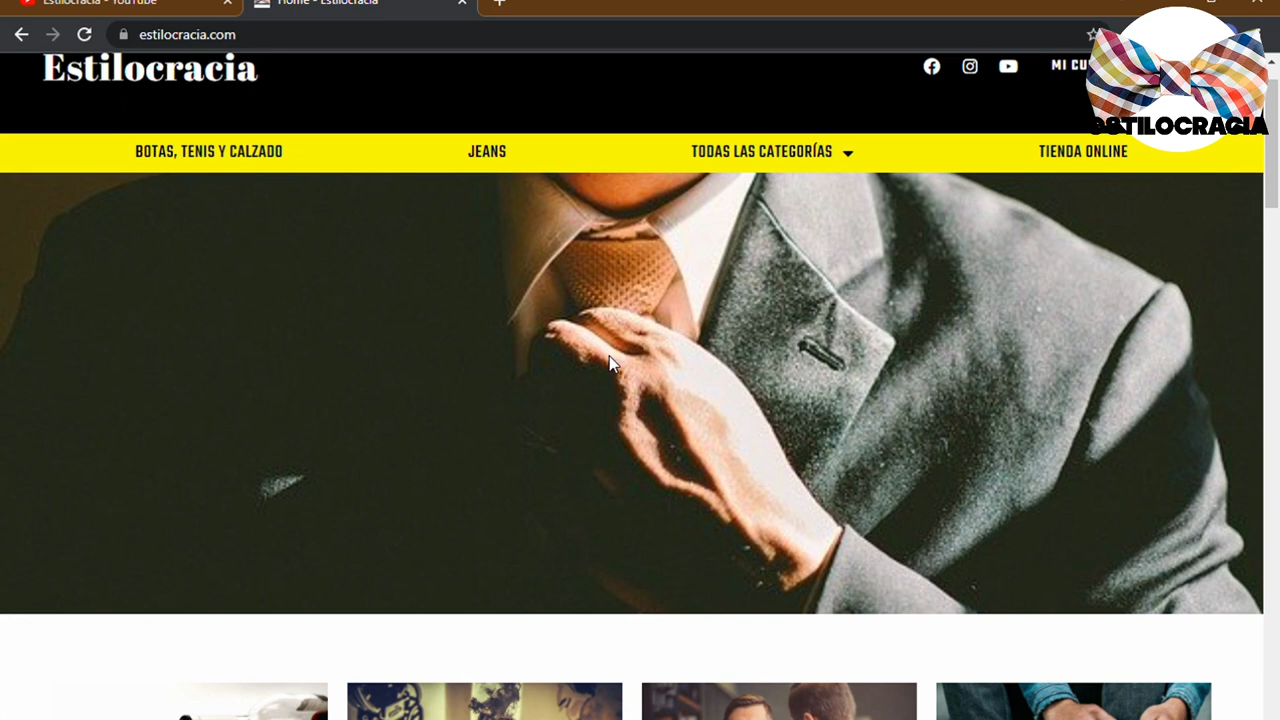 Estilocracia - YouTube
Home - Estilocracia
estilocracia.com
Estilocracia
MI CU
ESTILOCRACIA
BOTAS, TENIS Y CALZADO
JEANS
TODAS LAS CATEGORÍAS
TIENDA ONLINE